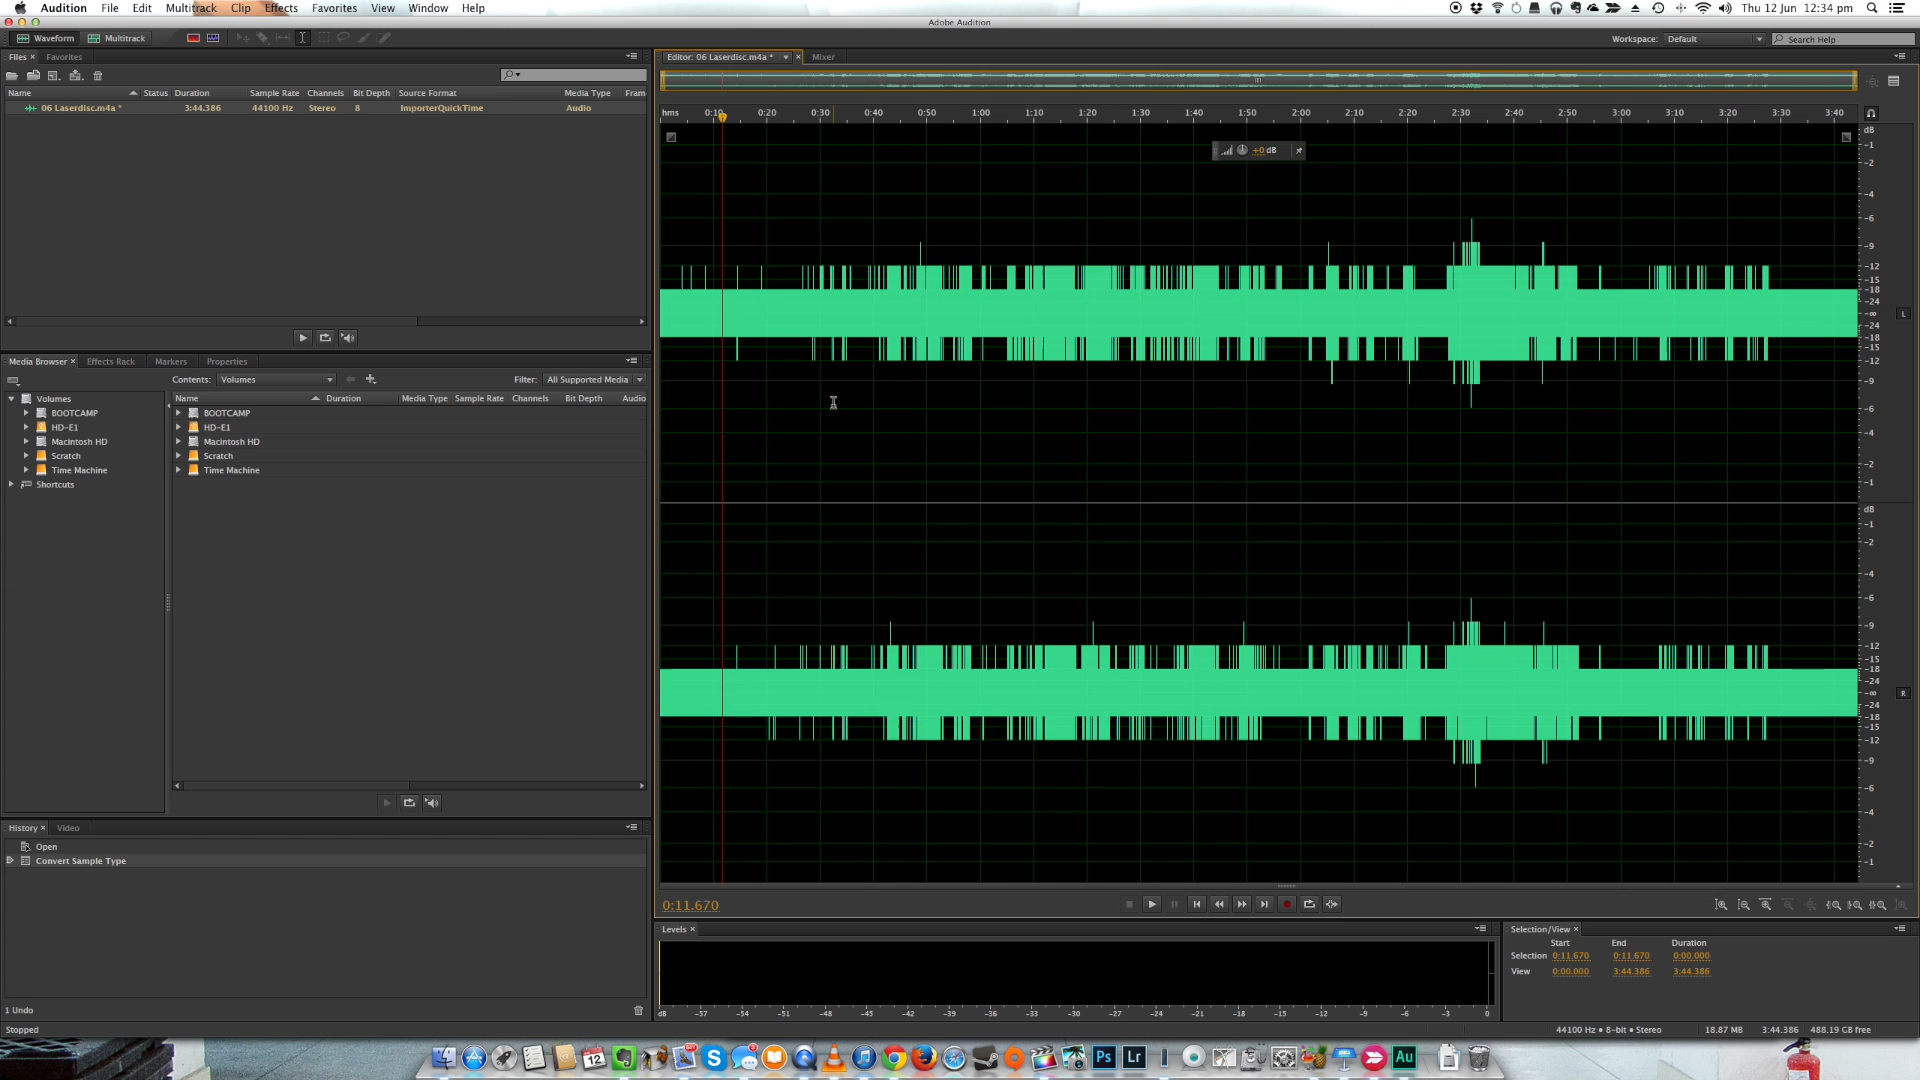 Audition File Edit Multitrack Clip Effects Favorites View Window Help Thu 12 Jun 12:34 pm
Adobe Audition
Waveform Multitrack Workspace: Default Search Help
Files × Favorites
Name Status Duration Sample Rate Channels Bit Depth Source Format Media Type Fram
06 Laserdisc.m4a * 3:44.386 44100 Hz Stereo 8 ImporterQuickTime Audio
Media Browser × Effects Rack Markers Properties
Contents: Volumes Filter: All Supported Media
Volumes
BOOTCAMP
HD-E1
Macintosh HD
Scratch
Time Machine
Shortcuts
Name Duration Media Type Sample Rate Channels Bit Depth Audio
BOOTCAMP
HD-E1
Macintosh HD
Scratch
Time Machine
History × Video
Open
Convert Sample Type
1 Undo
Stopped
Editor: 06 Laserdisc.m4a * × Mixer
hms 0:10 0:20 0:30 0:40 0:50 1:00 1:10 1:20 1:30 1:40 1:50 2:00 2:10 2:20 2:30 2:40 2:50 3:00 3:10 3:20 3:30 3:40
+0 dB
dB
-1
-2
-4
-6
-9
-12
-15
-18
-24
-∞
L
-24
-18
-15
-12
-9
-6
-4
-2
-1
dB
-1
-2
-4
-6
-9
-12
-15
-18
-24
-∞
R
-24
-18
-15
-12
-9
-6
-4
-2
-1
0:11.670
Levels ×
dB -57 -54 -51 -48 -45 -42 -39 -36 -33 -30 -27 -24 -21 -18 -15 -12 -9 -6 -3 0
Selection/View ×
Start End Duration
Selection 0:11.670 0:11.670 0:00.000
View 0:00.000 3:44.386 3:44.386
44100 Hz • 8-bit • Stereo 18.87 MB 3:44.386 488.19 GB free
12 Ps Lr Au